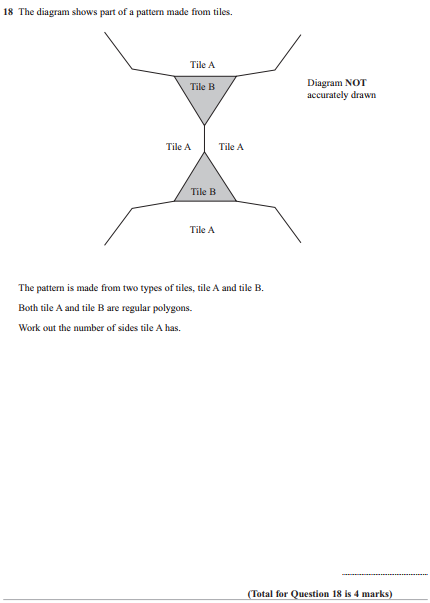 18 The diagram shows part of a pattern made from tiles.
Tile A
Tile B
Diagram NOT
accurately drawn
Tile A Tile A
Tile B
Tile A
The pattern is made from two types of tiles, tile A and tile B.
Both tile A and tile B are regular polygons.
Work out the number of sides tile A has.
(Total for Question 18 is 4 marks)